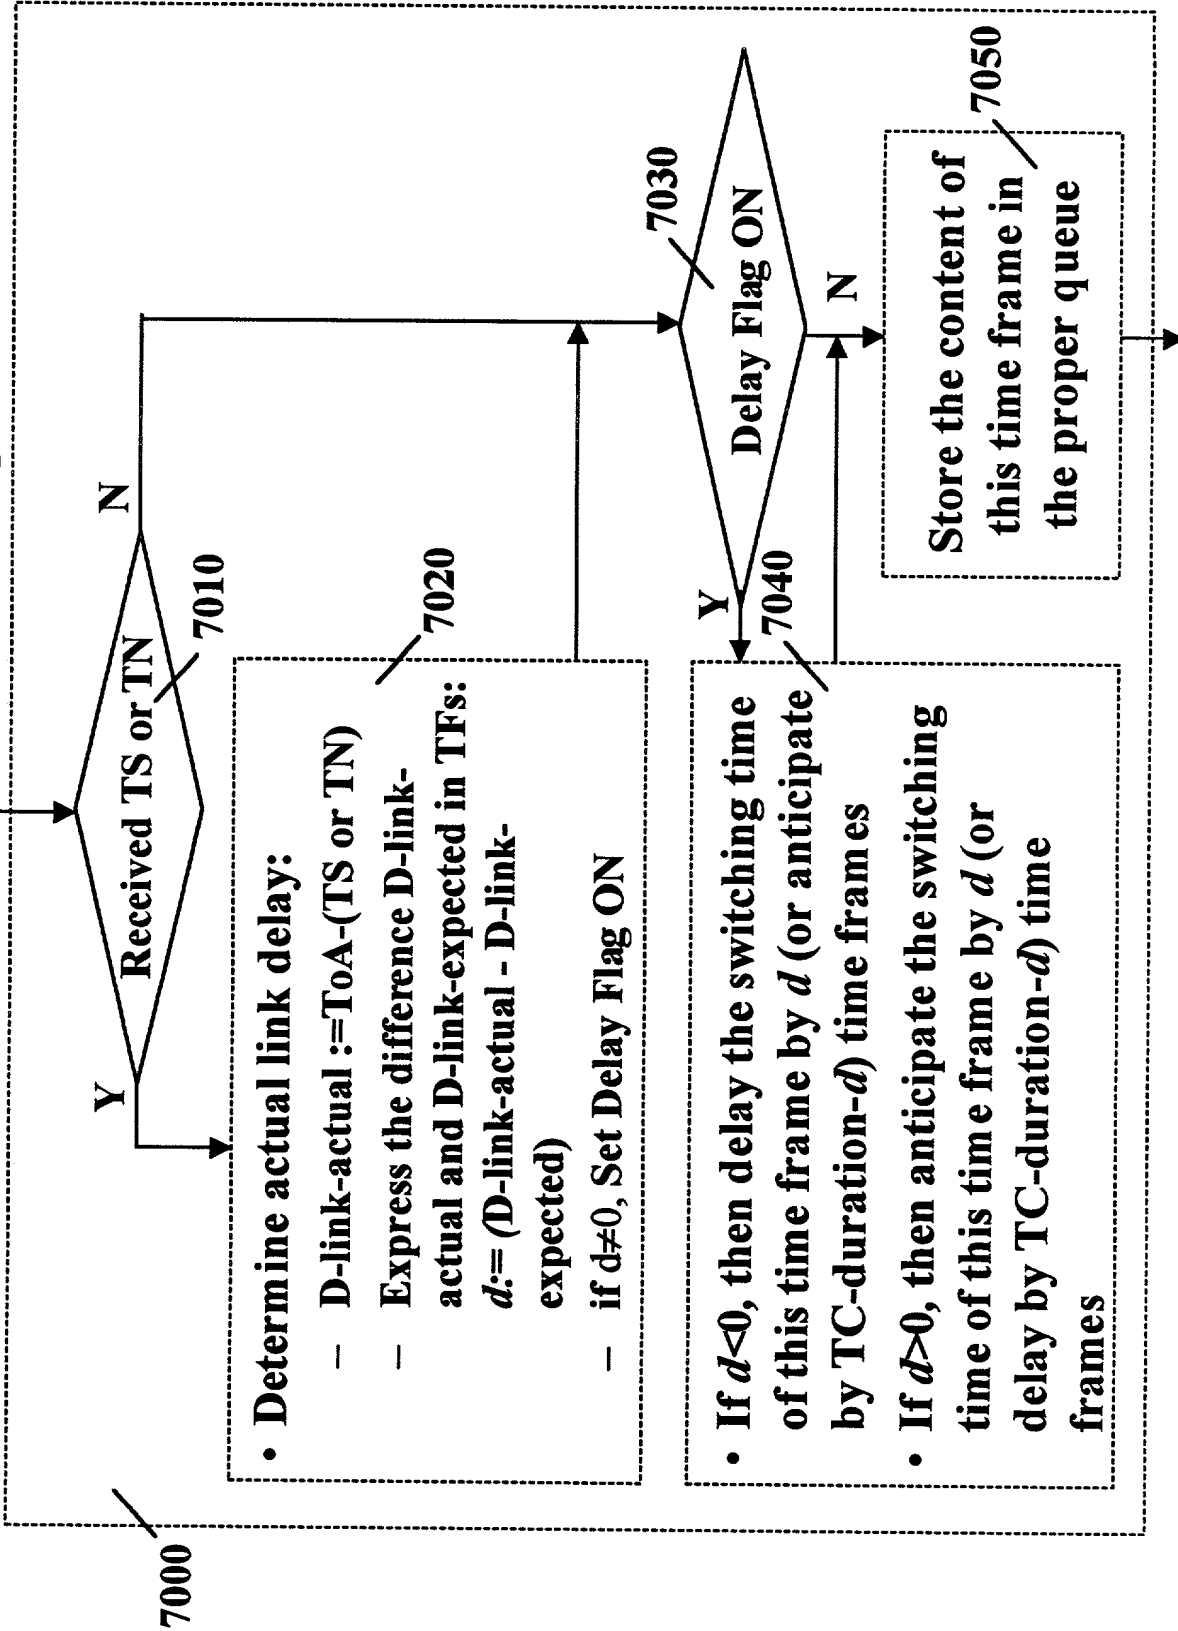 7000
Received TS or TN
7010
Y
N
• Determine actual link delay:
– D-link-actual :=ToA-(TS or TN)
– Express the difference D-link-
actual and D-link-expected in TFs:
d:= (D-link-actual - D-link-
expected)
– if d≠0, Set Delay Flag ON
7020
Delay Flag ON
7030
Y
N
7040
• If d<0, then delay the switching time
of this time frame by d (or anticipate
by TC-duration-d) time frames
• If d>0, then anticipate the switching
time of this time frame by d (or
delay by TC-duration-d) time
frames
Store the content of
this time frame in
the proper queue
7050